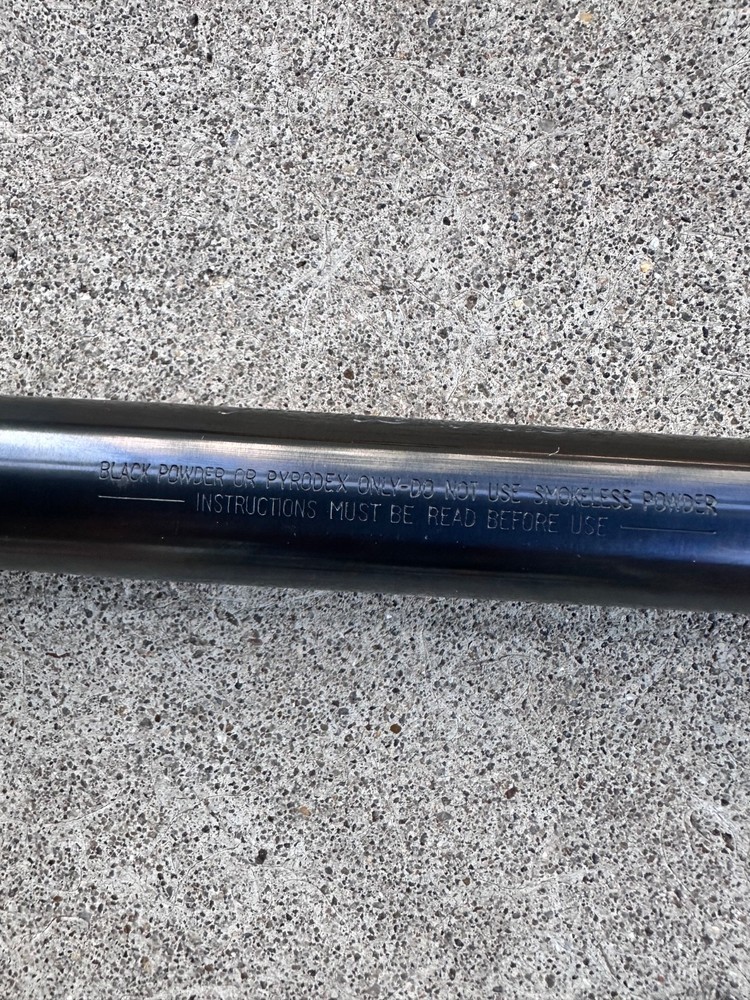 BLACK POWDER OR PYRODEX ONLY-DO NOT USE SMOKELESS POWDER
INSTRUCTIONS MUST BE READ BEFORE USE